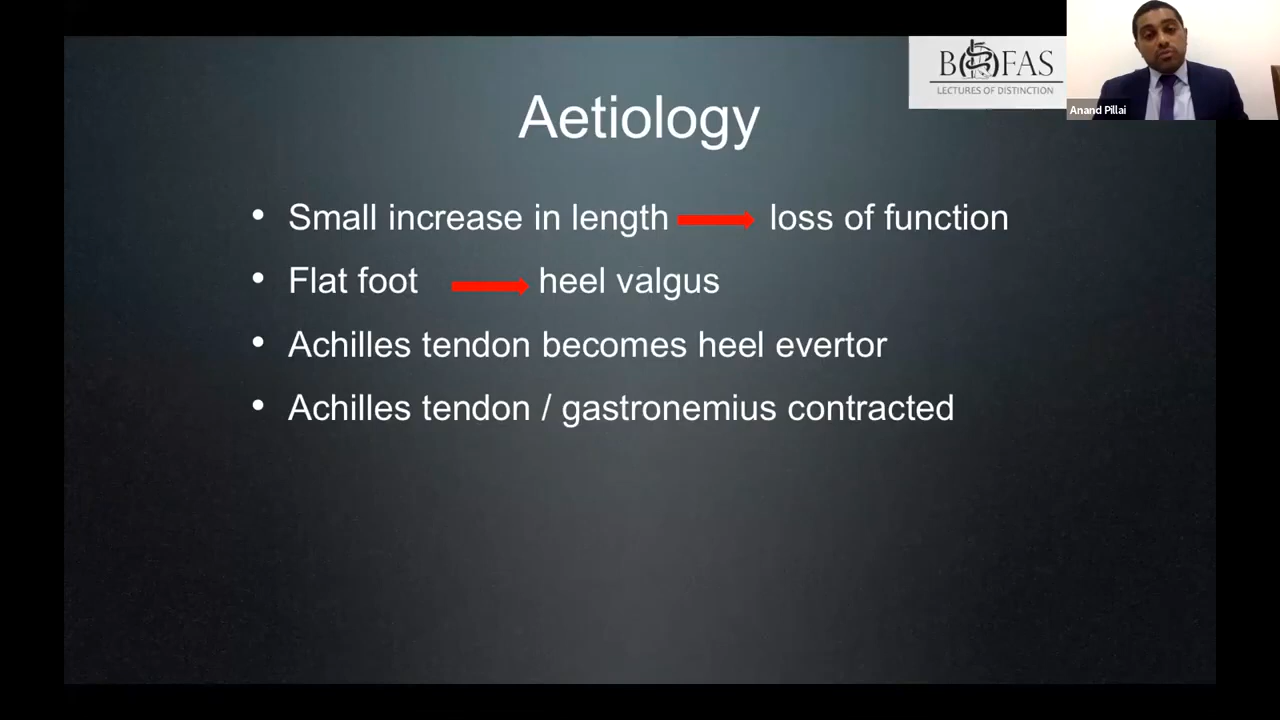 B FAS
LECTURES OF DISTINCTION
Anand Pillai
Aetiology
• Small increase in length loss of function
• Flat foot heel valgus
• Achilles tendon becomes heel evertor
• Achilles tendon / gastronemius contracted